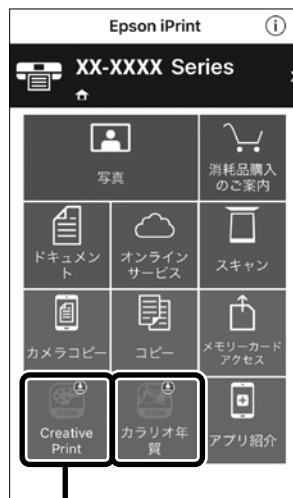 Epson iPrint
XX-XXXX Series
写真
消耗品購入
のご案内
ドキュメン
ト
オンライン
サービス
スキャン
カメラコピー
コピー
メモリーカード
アクセス
Creative
Print
カラリオ年
賀
アプリ紹介